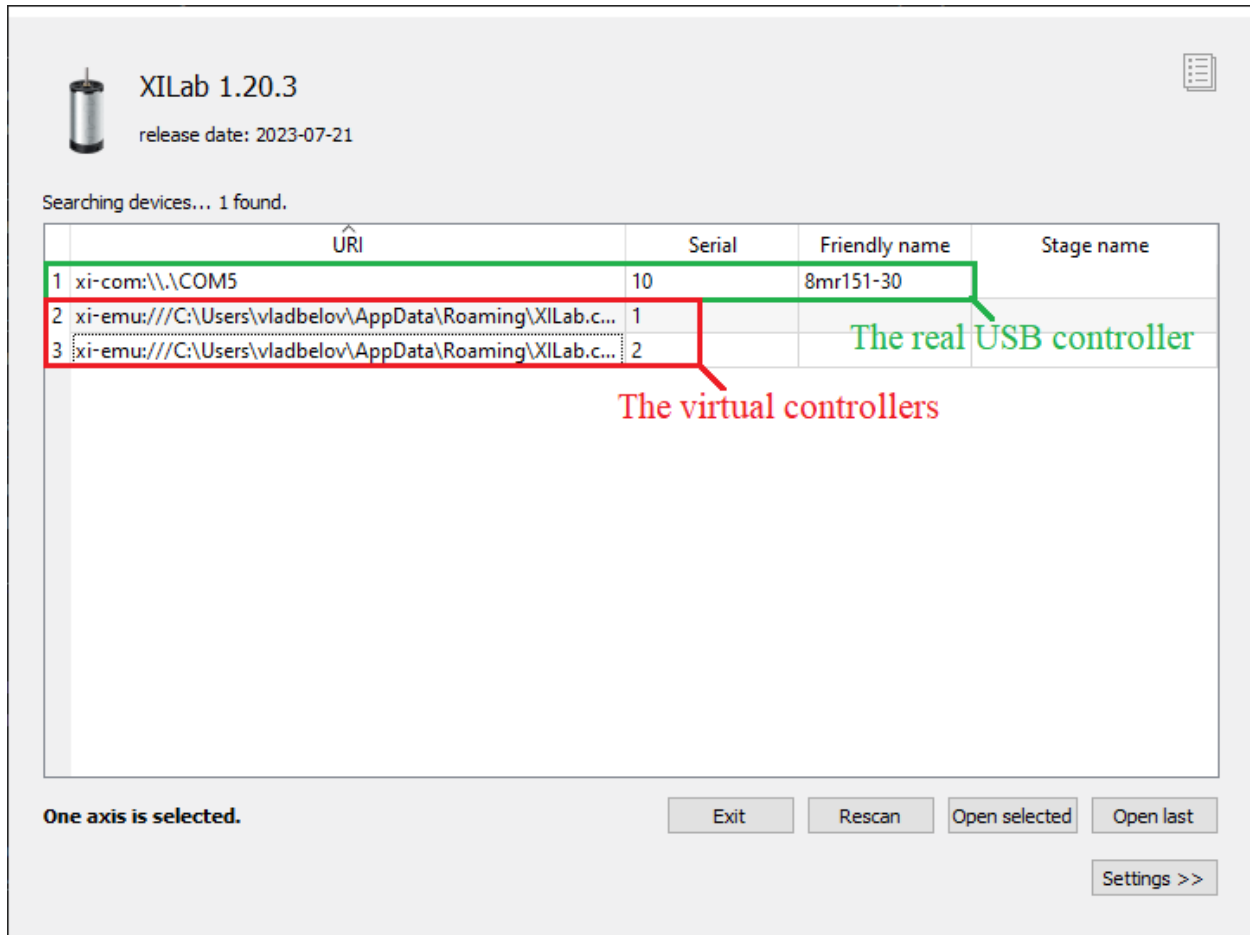 XILab 1.20.3
release date: 2023-07-21
Searching devices... 1 found.
URI Serial Friendly name Stage name
1 xi-com:\\.\COM5 10 8mr151-30
2 xi-emu:///C:\Users\vladbelov\AppData\Roaming\XILab.c... 1
3 xi-emu:///C:\Users\vladbelov\AppData\Roaming\XILab.c... 2
The real USB controller
The virtual controllers
One axis is selected. Exit Rescan Open selected Open last
Settings >>